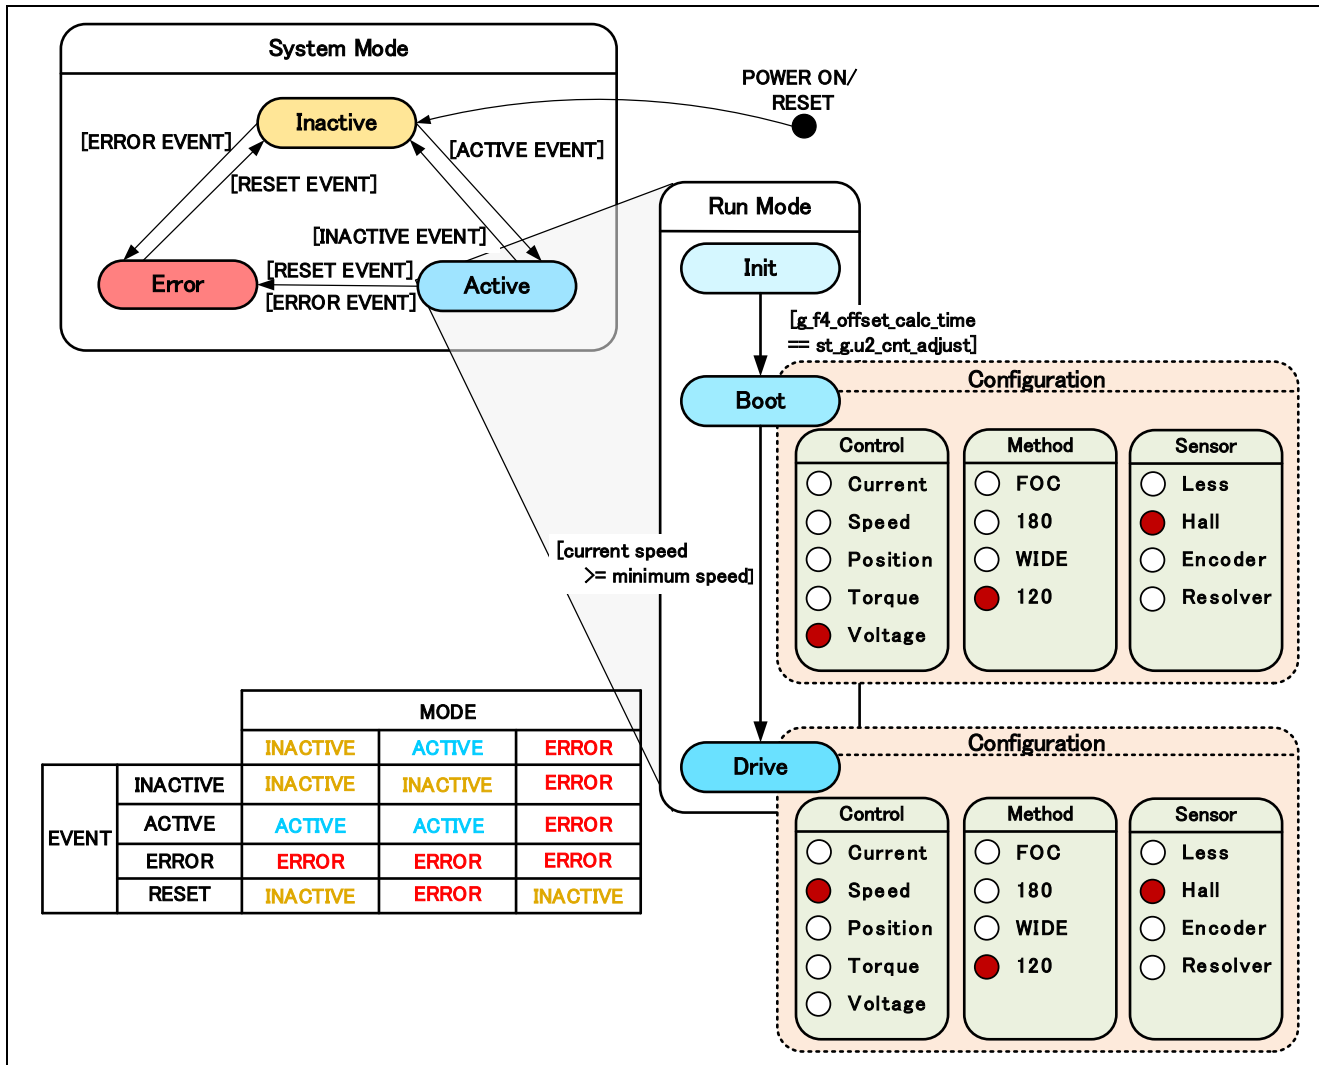 System Mode
POWER ON/
RESET
Inactive
[ERROR EVENT]
[ACTIVE EVENT]
[RESET EVENT]
[INACTIVE EVENT]
Error
[RESET EVENT]
[ERROR EVENT]
Active
Run Mode
Init
[g_f4_offset_calc_time
== st_g.u2_cnt_adjust]
Boot
Configuration
Control
Current
Speed
Position
Torque
Voltage
Method
FOC
180
WIDE
120
Sensor
Less
Hall
Encoder
Resolver
[current speed
>= minimum speed]
Drive
Configuration
Control
Current
Speed
Position
Torque
Voltage
Method
FOC
180
WIDE
120
Sensor
Less
Hall
Encoder
Resolver
MODE
INACTIVE ACTIVE ERROR
EVENT
INACTIVE INACTIVE INACTIVE ERROR
ACTIVE ACTIVE ACTIVE ERROR
ERROR ERROR ERROR ERROR
RESET INACTIVE ERROR INACTIVE